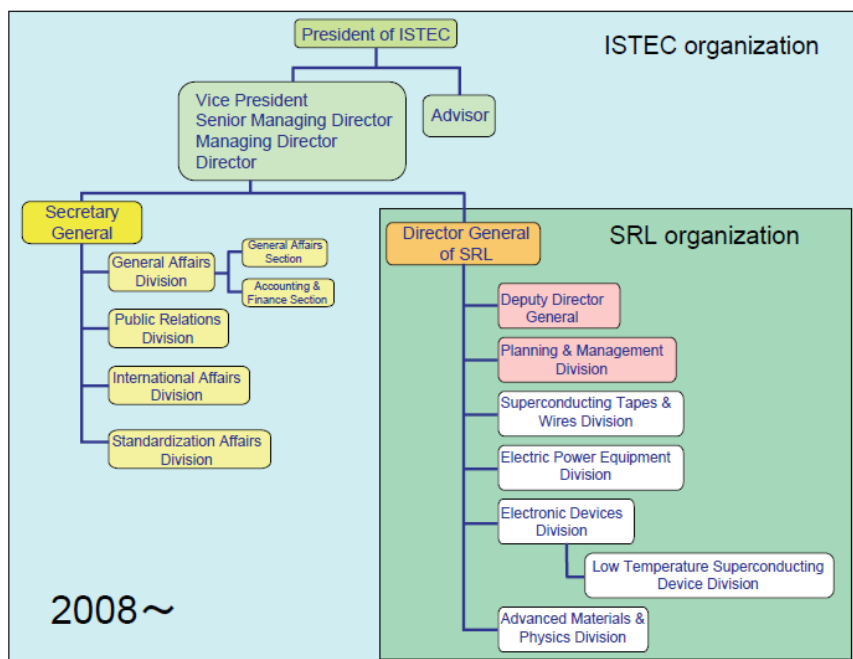 President of ISTEC
ISTEC organization
Vice President
Senior Managing Director
Managing Director
Director
Advisor
Secretary
General
General Affairs
Division
General Affairs
Section
Accounting &
Finance Section
Public Relations
Division
International Affairs
Division
Standardization Affairs
Division
Director General
of SRL
SRL organization
Deputy Director
General
Planning & Management
Division
Superconducting Tapes &
Wires Division
Electric Power Equipment
Division
Electronic Devices
Division
Low Temperature Superconducting
Device Division
Advanced Materials &
Physics Division
2008～